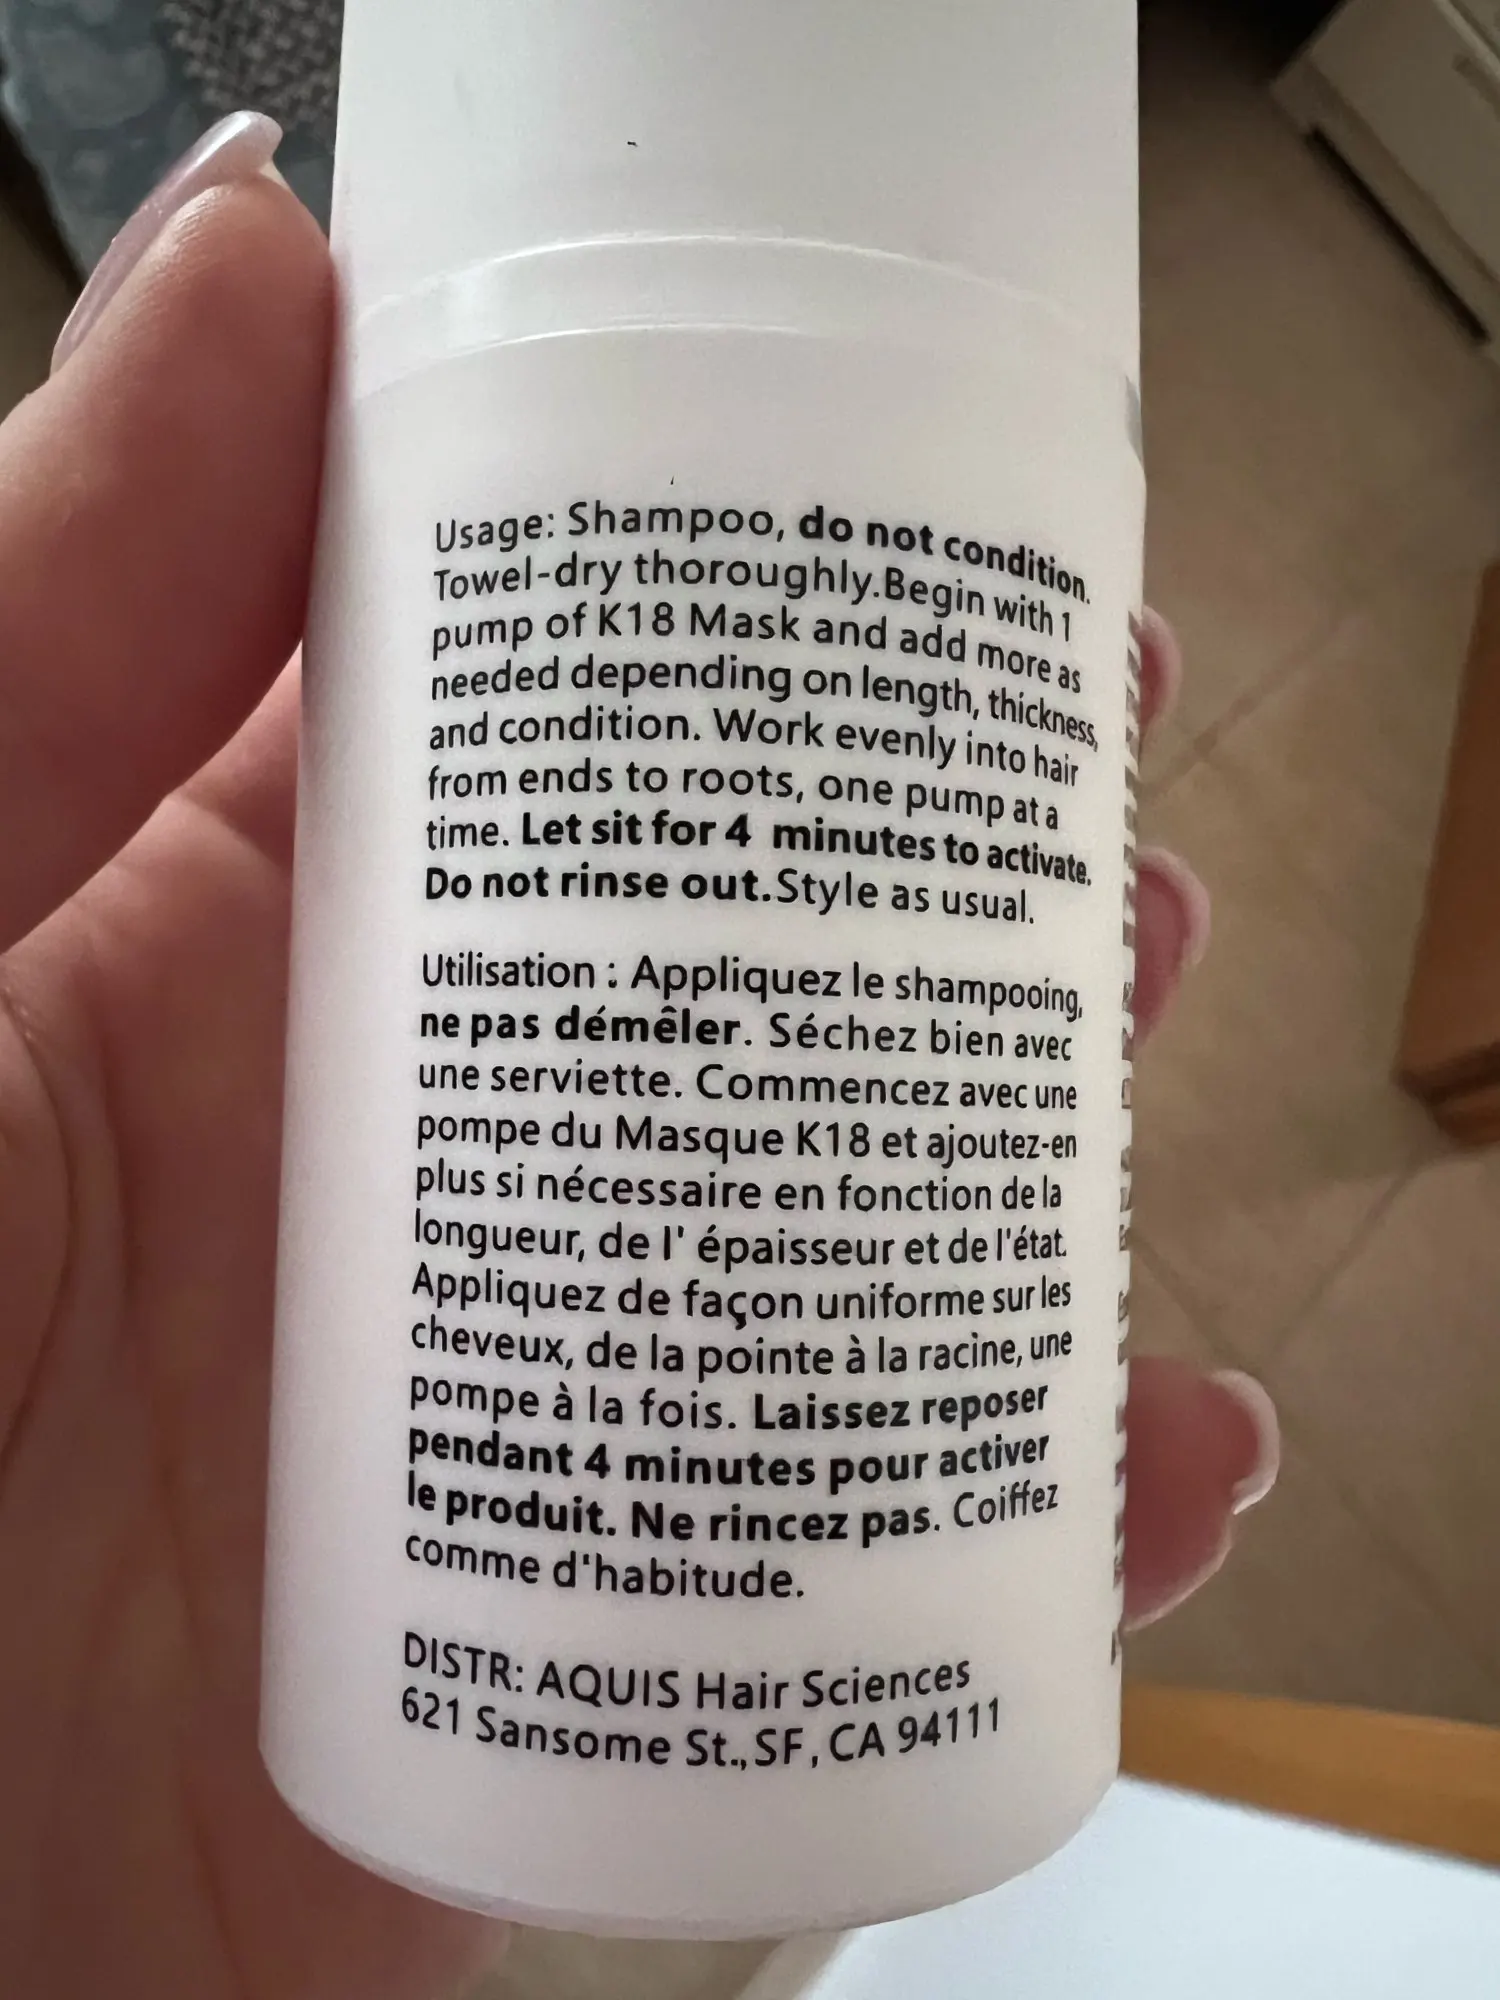 Usage: Shampoo, do not condition.
Towel-dry thoroughly.Begin with 1
pump of K18 Mask and add more as
needed depending on length, thickness,
and condition. Work evenly into hair
from ends to roots, one pump at a
time. Let sit for 4 minutes to activate.
Do not rinse out.Style as usual.
Utilisation : Appliquez le shampooing,
ne pas démêler. Séchez bien avec
une serviette. Commencez avec une
pompe du Masque K18 et ajoutez-en
plus si nécessaire en fonction de la
longueur, de l' épaisseur et de l'état.
Appliquez de façon uniforme sur les
cheveux, de la pointe à la racine, une
pompe à la fois. Laissez reposer
pendant 4 minutes pour activer
le produit. Ne rincez pas. Coiffez
comme d'habitude.
DISTR: AQUIS Hair Sciences
621 Sansome St., SF, CA 94111